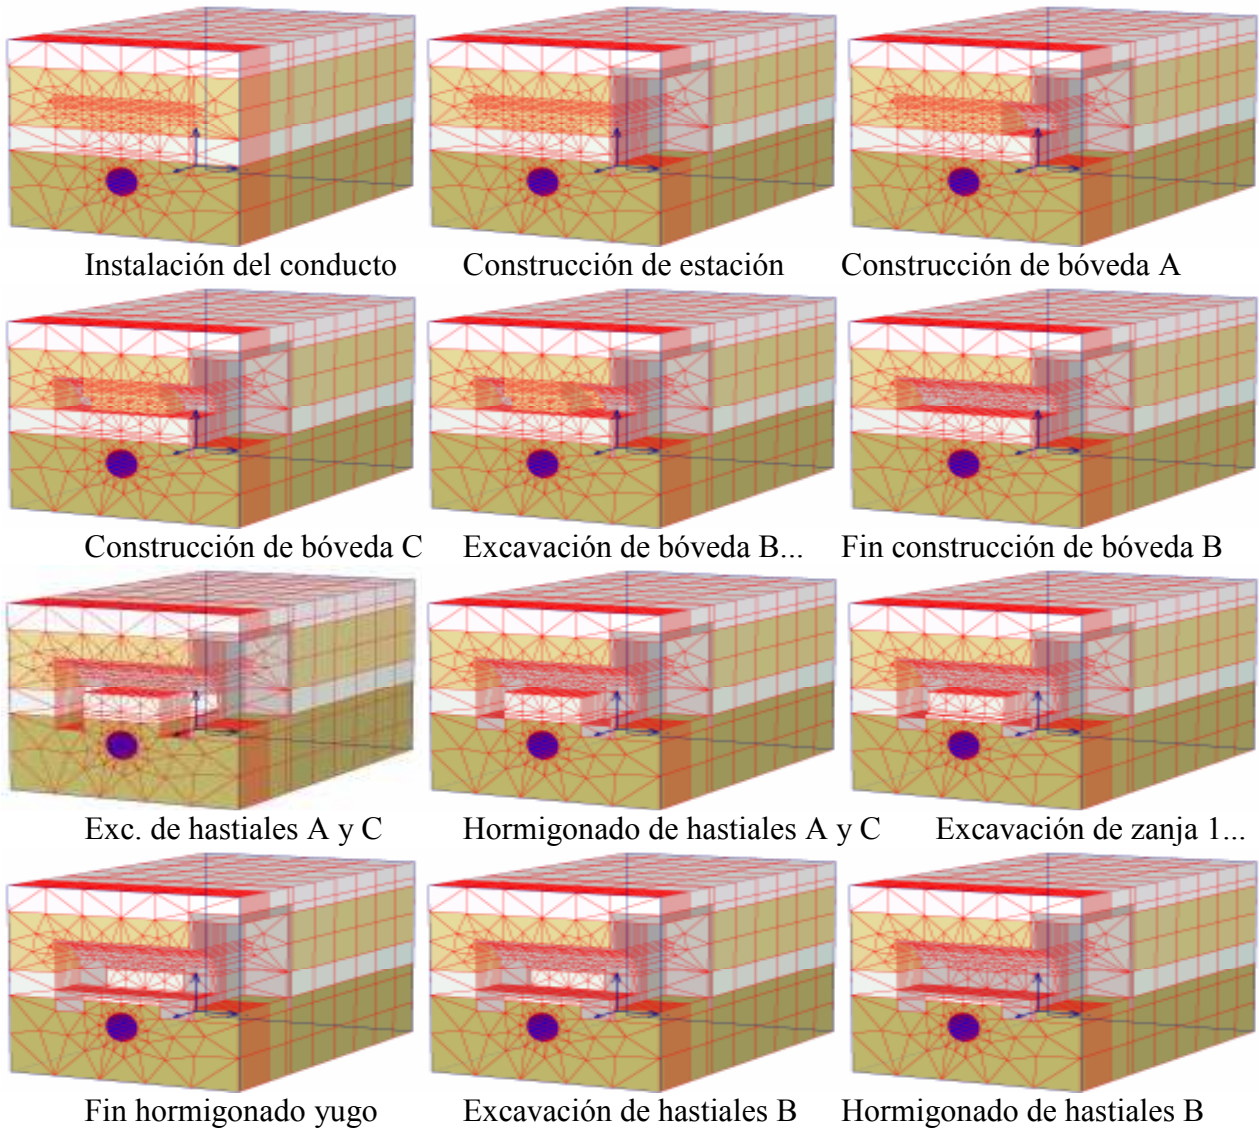 Instalación del conducto
Construcción de estación
Construcción de bóveda A
Construcción de bóveda C
Excavación de bóveda B...
Fin construcción de bóveda B
Exc. de hastiales A y C
Hormigonado de hastiales A y C
Excavación de zanja 1...
Fin hormigonado yugo
Excavación de hastiales B
Hormigonado de hastiales B